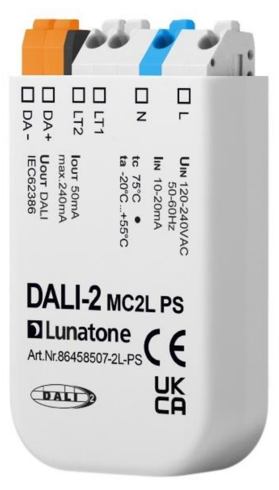 DA-
DA+
LT2
LT1
N
L
UOUT DALI
IEC62386
IOUT 50mA
max.240mA
tc 75°C
ta -20°C...+55°C
UIN 120-240VAC
50-60Hz
IIN 10-20mA
DALI-2 MC2L PS
Lunatone
Art.Nr.86458507-2L-PS
CE
UK
CA
DALI 2